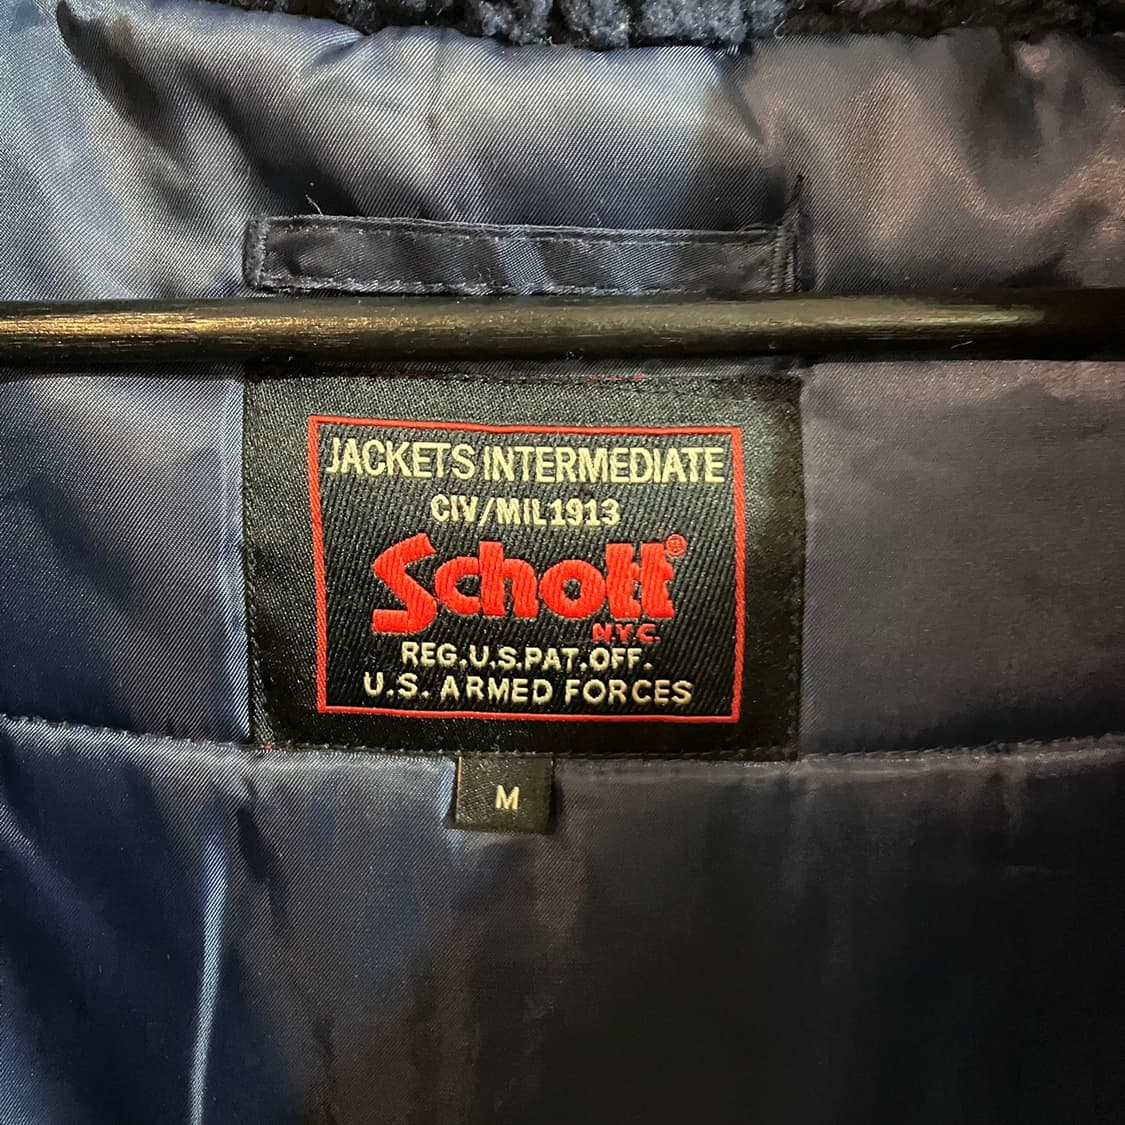 JACKETS INTERMEDIATE
CIV/MIL1913
Schott®
N.Y.C.
REG.U.S.PAT.OFF.
U.S. ARMED FORCES
M